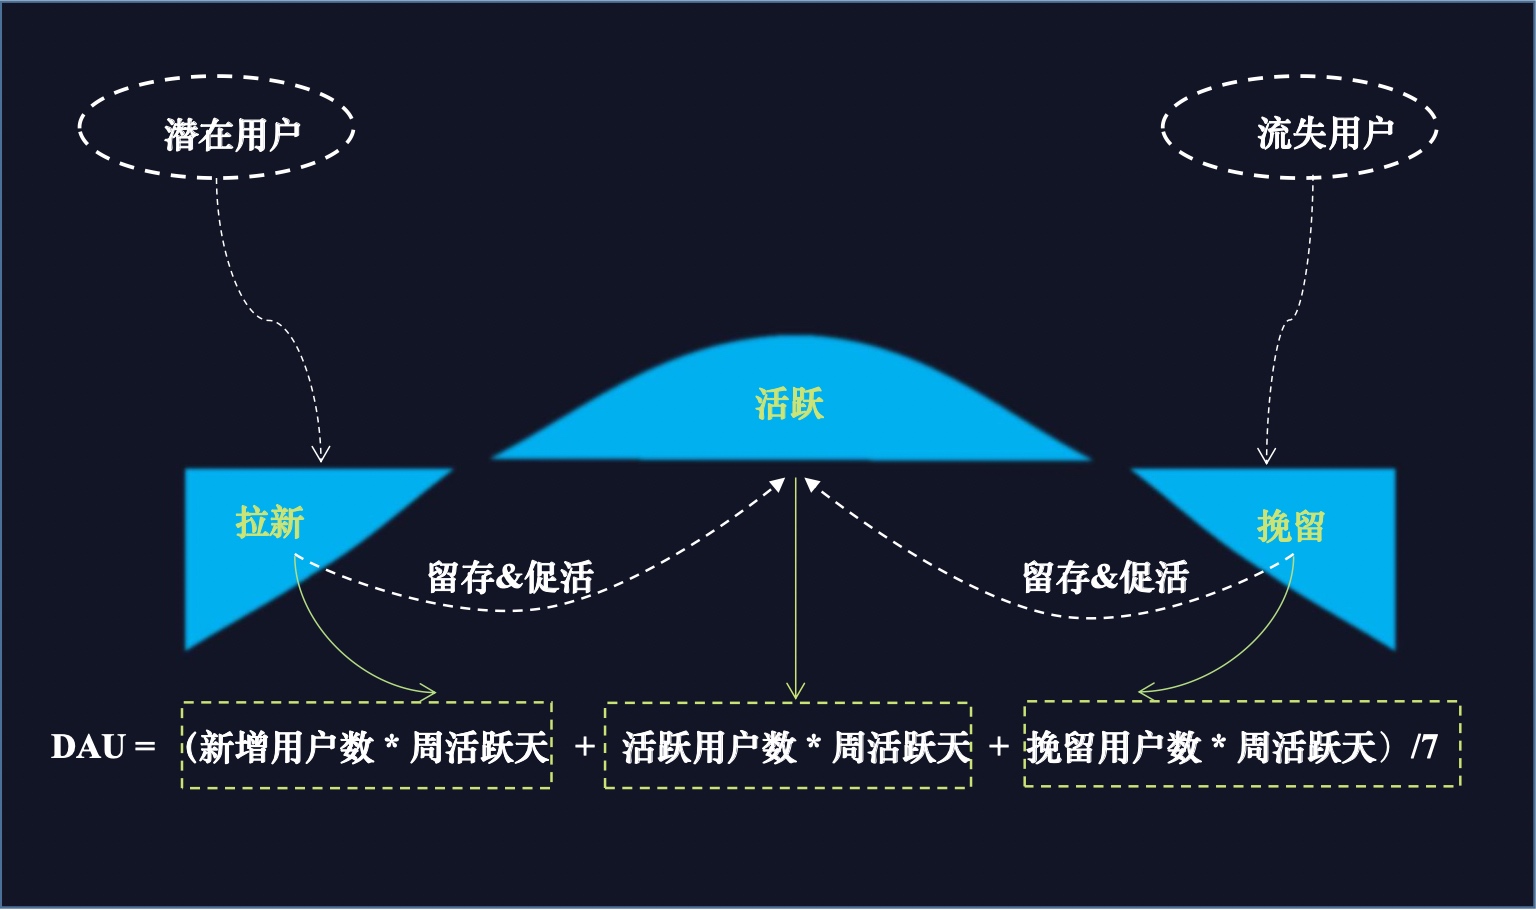 潜在用户
流失用户
活跃
拉新
挽留
留存&促活
留存&促活
DAU = (新增用户数 * 周活跃天 + 活跃用户数 * 周活跃天 + 挽留用户数 * 周活跃天）/7